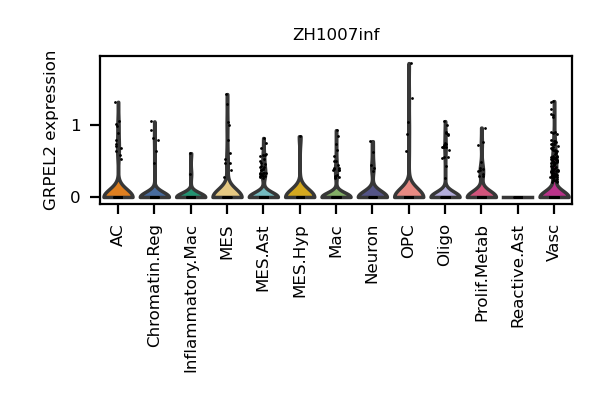 ZH1007inf
GRPEL2 expression
1
0
AC
Chromatin.Reg
Inflammatory.Mac
MES
MES.Ast
MES.Hyp
Mac
Neuron
OPC
Oligo
Prolif.Metab
Reactive.Ast
Vasc